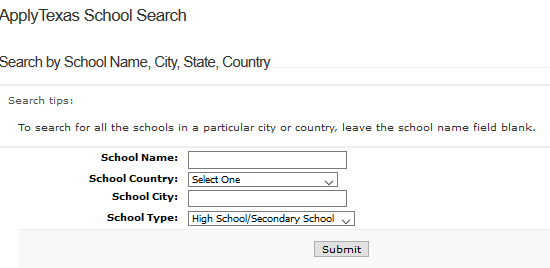 ApplyTexas School Search
Search by School Name, City, State, Country
Search tips:
To search for all the schools in a particular city or country, leave the school name field blank.
School Name:
School Country: Select One
School City:
School Type: High School/Secondary School
Submit